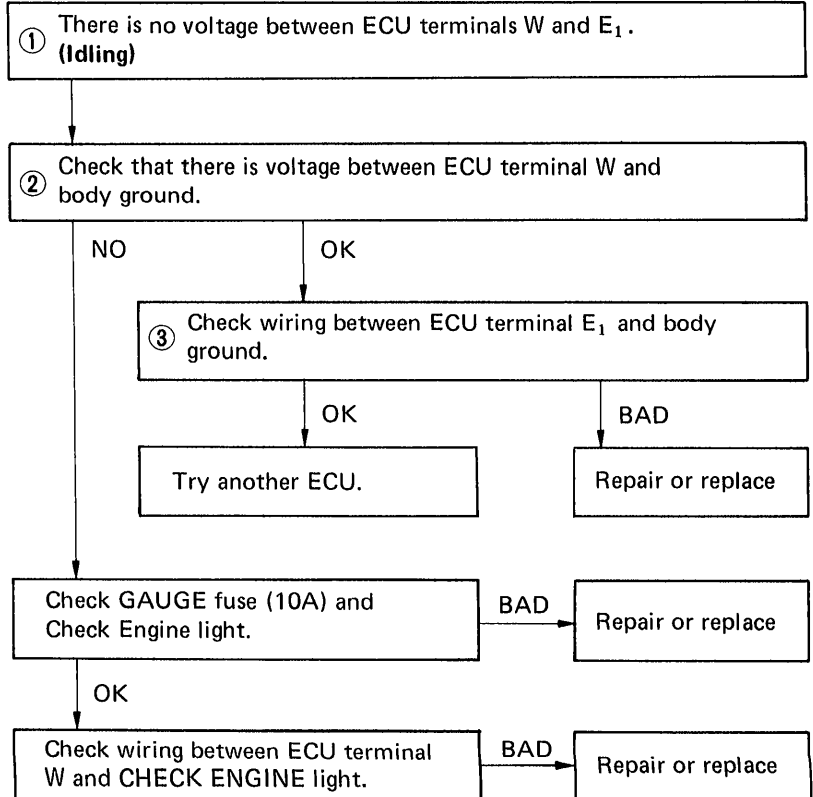 ① There is no voltage between ECU terminals W and E₁.
(Idling)
② Check that there is voltage between ECU terminal W and
body ground.
NO
OK
③ Check wiring between ECU terminal E₁ and body
ground.
OK
BAD
Try another ECU.
Repair or replace
Check GAUGE fuse (10A) and
Check Engine light.
BAD
Repair or replace
OK
Check wiring between ECU terminal
W and CHECK ENGINE light.
BAD
Repair or replace